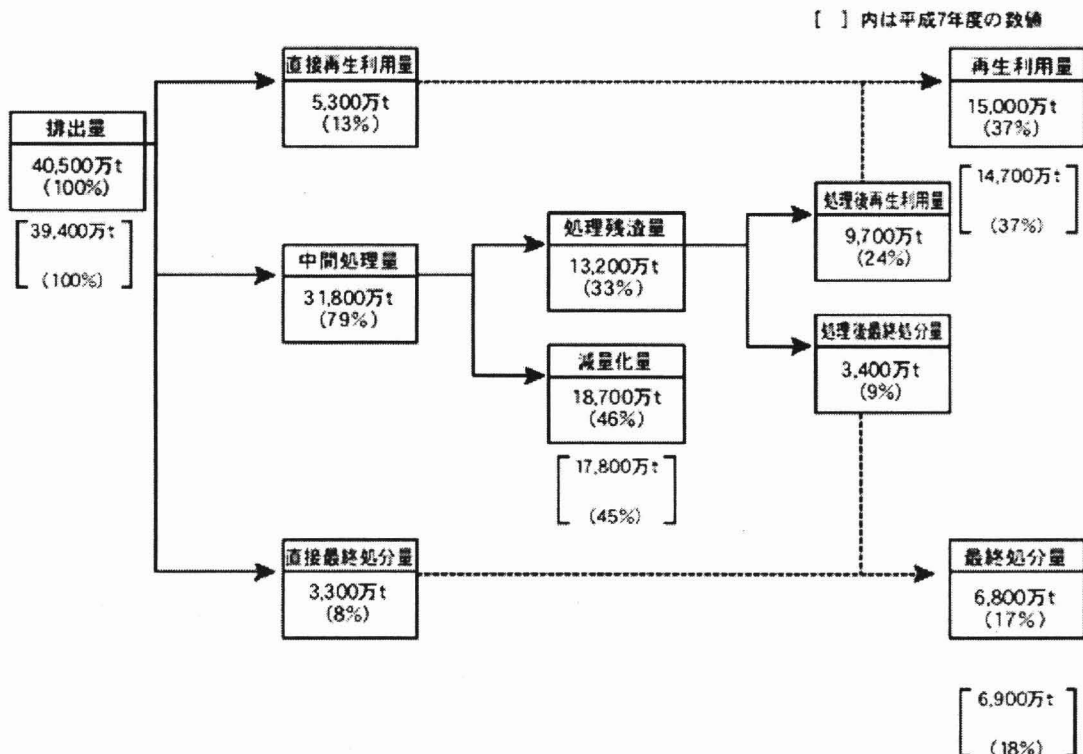 [ ] 内は平成7年度の数値
排出量
40,500万t
(100%)
39,400万t
(100%)
直接再生利用量
5,300万t
(13%)
中間処理量
31,800万t
(79%)
直接最終処分量
3,300万t
(8%)
処理残渣量
13,200万t
(33%)
減量化量
18,700万t
(46%)
17,800万t
(45%)
処理後再生利用量
9,700万t
(24%)
処理後最終処分量
3,400万t
(9%)
再生利用量
15,000万t
(37%)
14,700万t
(37%)
最終処分量
6,800万t
(17%)
6,900万t
(18%)